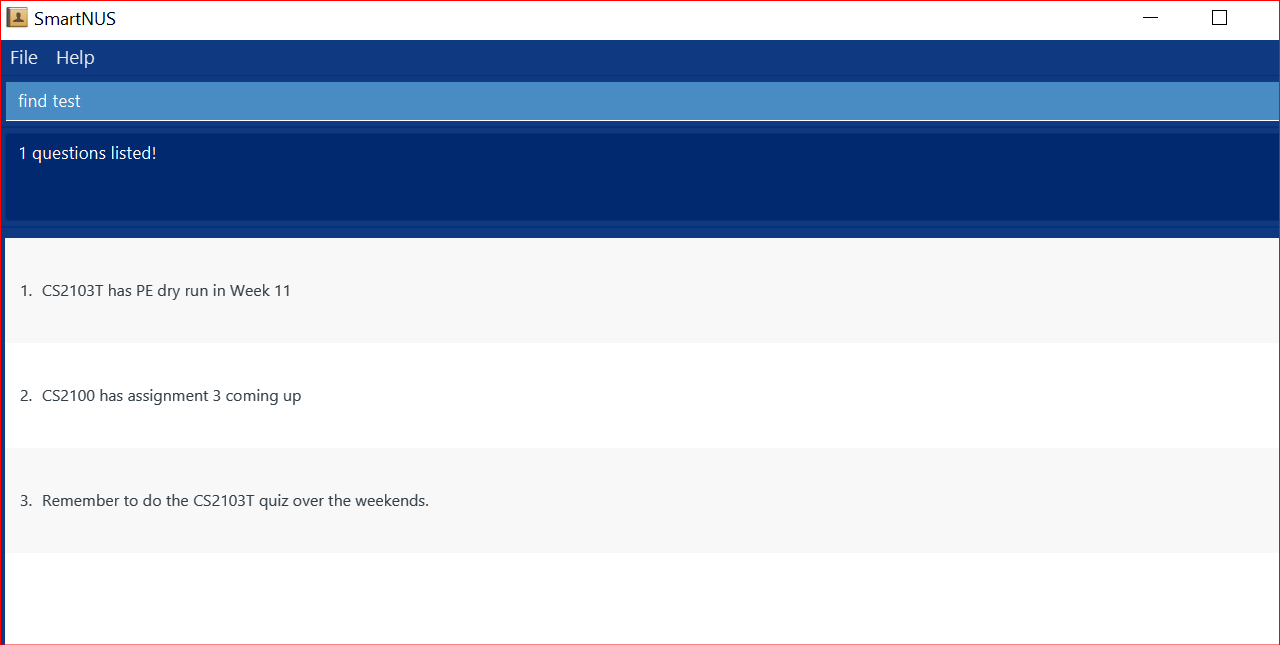 SmartNUS
File Help
find test
1 questions listed!
1. CS2103T has PE dry run in Week 11
2. CS2100 has assignment 3 coming up
3. Remember to do the CS2103T quiz over the weekends.